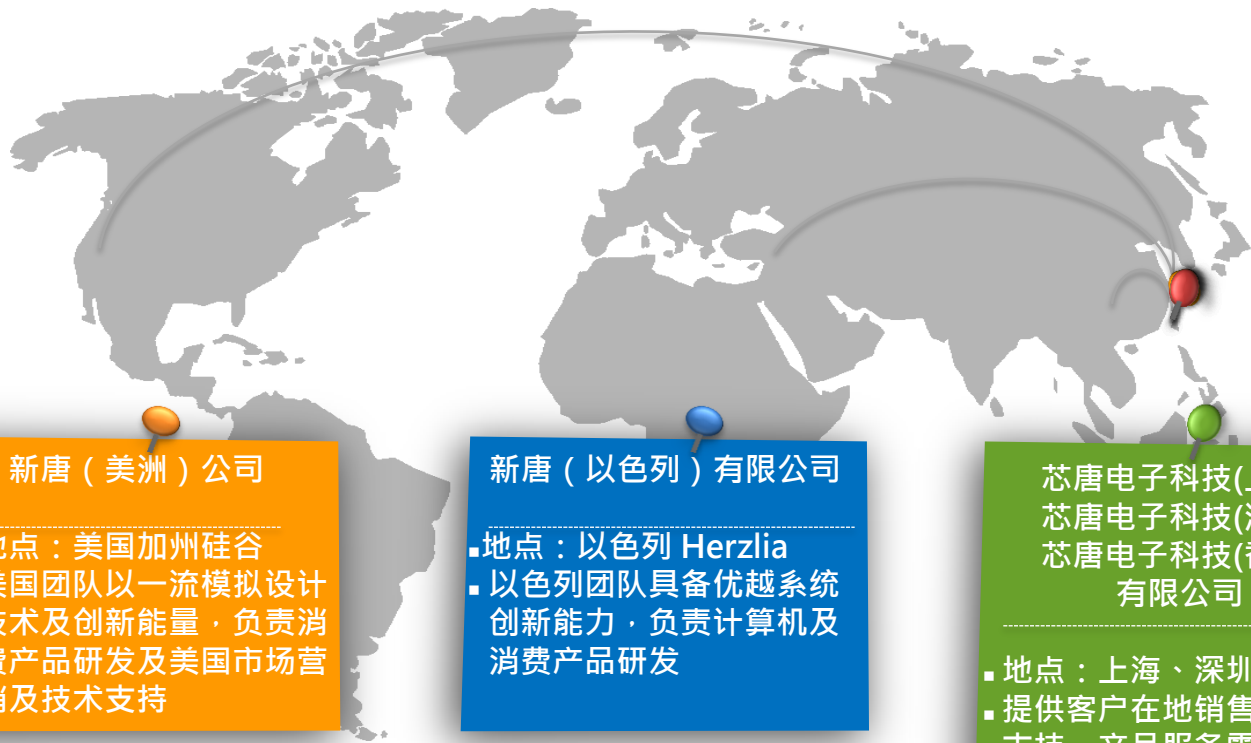 新唐（美洲）公司
地点：美国加州硅谷
美国团队以一流模拟设计
技术及创新能量，负责消
费产品研发及美国市场营
销及技术支持
新唐（以色列）有限公司
▪地点：以色列 Herzlia
▪以色列团队具备优越系统
创新能力，负责计算机及
消费产品研发
芯唐电子科技(
芯唐电子科技(
芯唐电子科技(
有限公司
▪地点：上海、深圳
▪提供客户在地销售